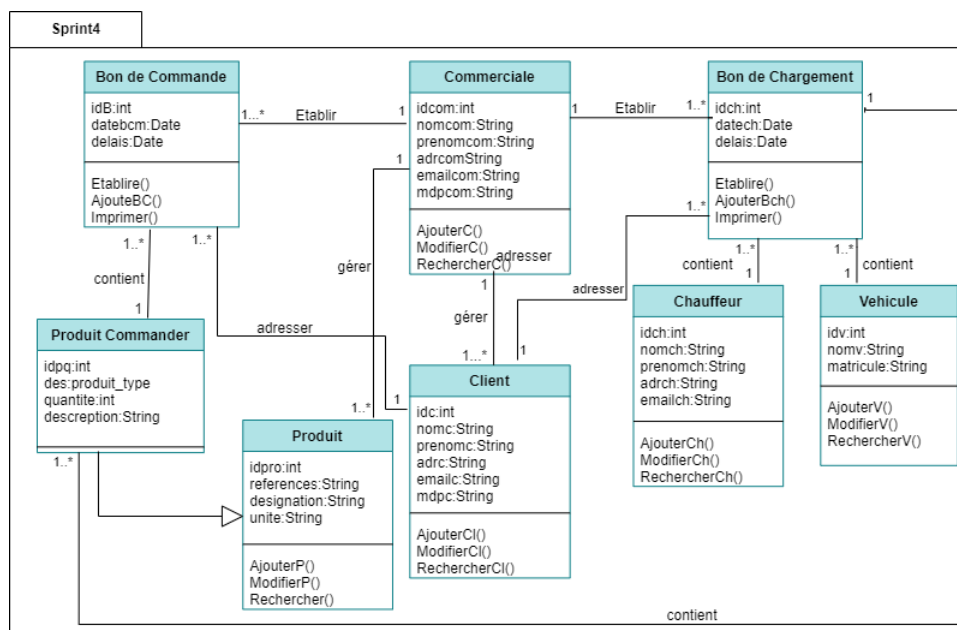 Sprint4
Bon de Commande
idB:int
datebcm:Date
delais:Date
Etablire()
AjouteBC()
Imprimer()
1...*
Etablir
1
Commerciale
idcom:int
nomcom:String
prenomcom:String
adrcomString
emailcom:String
mdpcom:String
AjouterC()
ModifierC()
RechercherC()
adresser
1
Etablir
1..*
Bon de Chargement
idch:int
datech:Date
delais:Date
Etablire()
AjouterBch()
Imprimer()
1
1
gérer
1..*
1..*
contient
1
1..*
adresser
1
1
gérer
1...*
1..*
adresser
1
1..*
contient
1
1..*
contient
1
Produit Commander
idpq:int
des:produit_type
quantite:int
descreption:String
1..*
Produit
idpro:int
references:String
designation:String
unite:String
AjouterP()
ModifierP()
Rechercher()
Client
idc:int
nomc:String
prenomc:String
adrc:String
emailc:String
mdpc:String
AjouterCl()
ModifierCl()
RechercherCl()
Chauffeur
idch:int
nomch:String
prenomch:String
adrch:String
emailch:String
AjouterCh()
ModifierCh()
RechercherCh()
Vehicule
idv:int
nomv:String
matricule:String
AjouterV()
ModifierV()
RechercherV()
contient